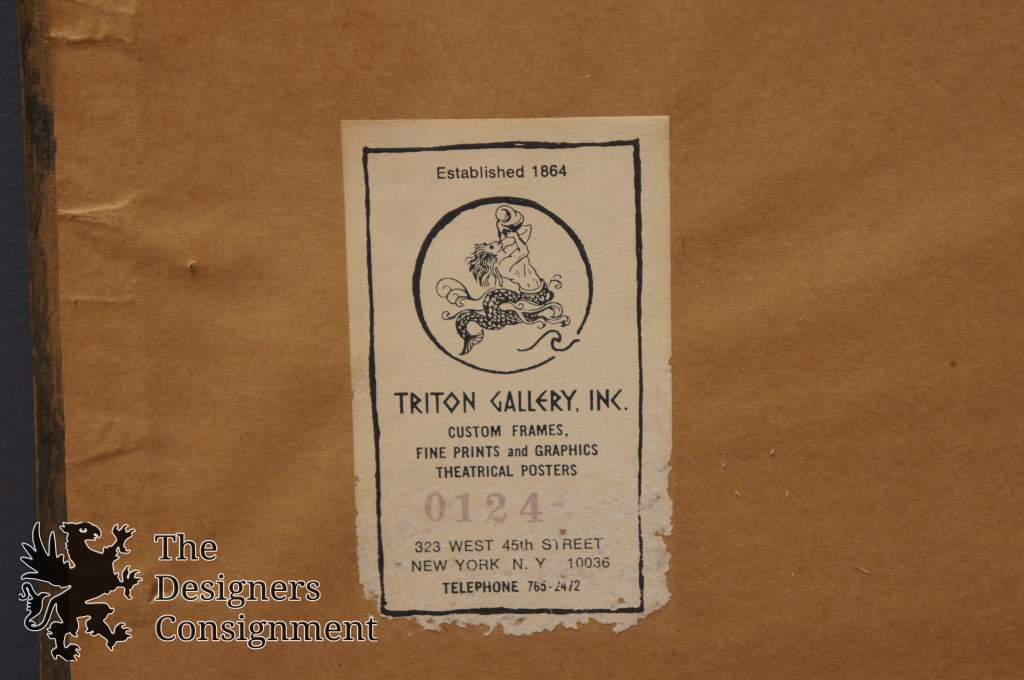 Established 1864
TRITON GALLERY, INC.
CUSTOM FRAMES,
FINE PRINTS and GRAPHICS
THEATRICAL POSTERS
0124
323 WEST 45th STREET
NEW YORK N. Y 10036
TELEPHONE 765-2472
The
Designers
Consignment